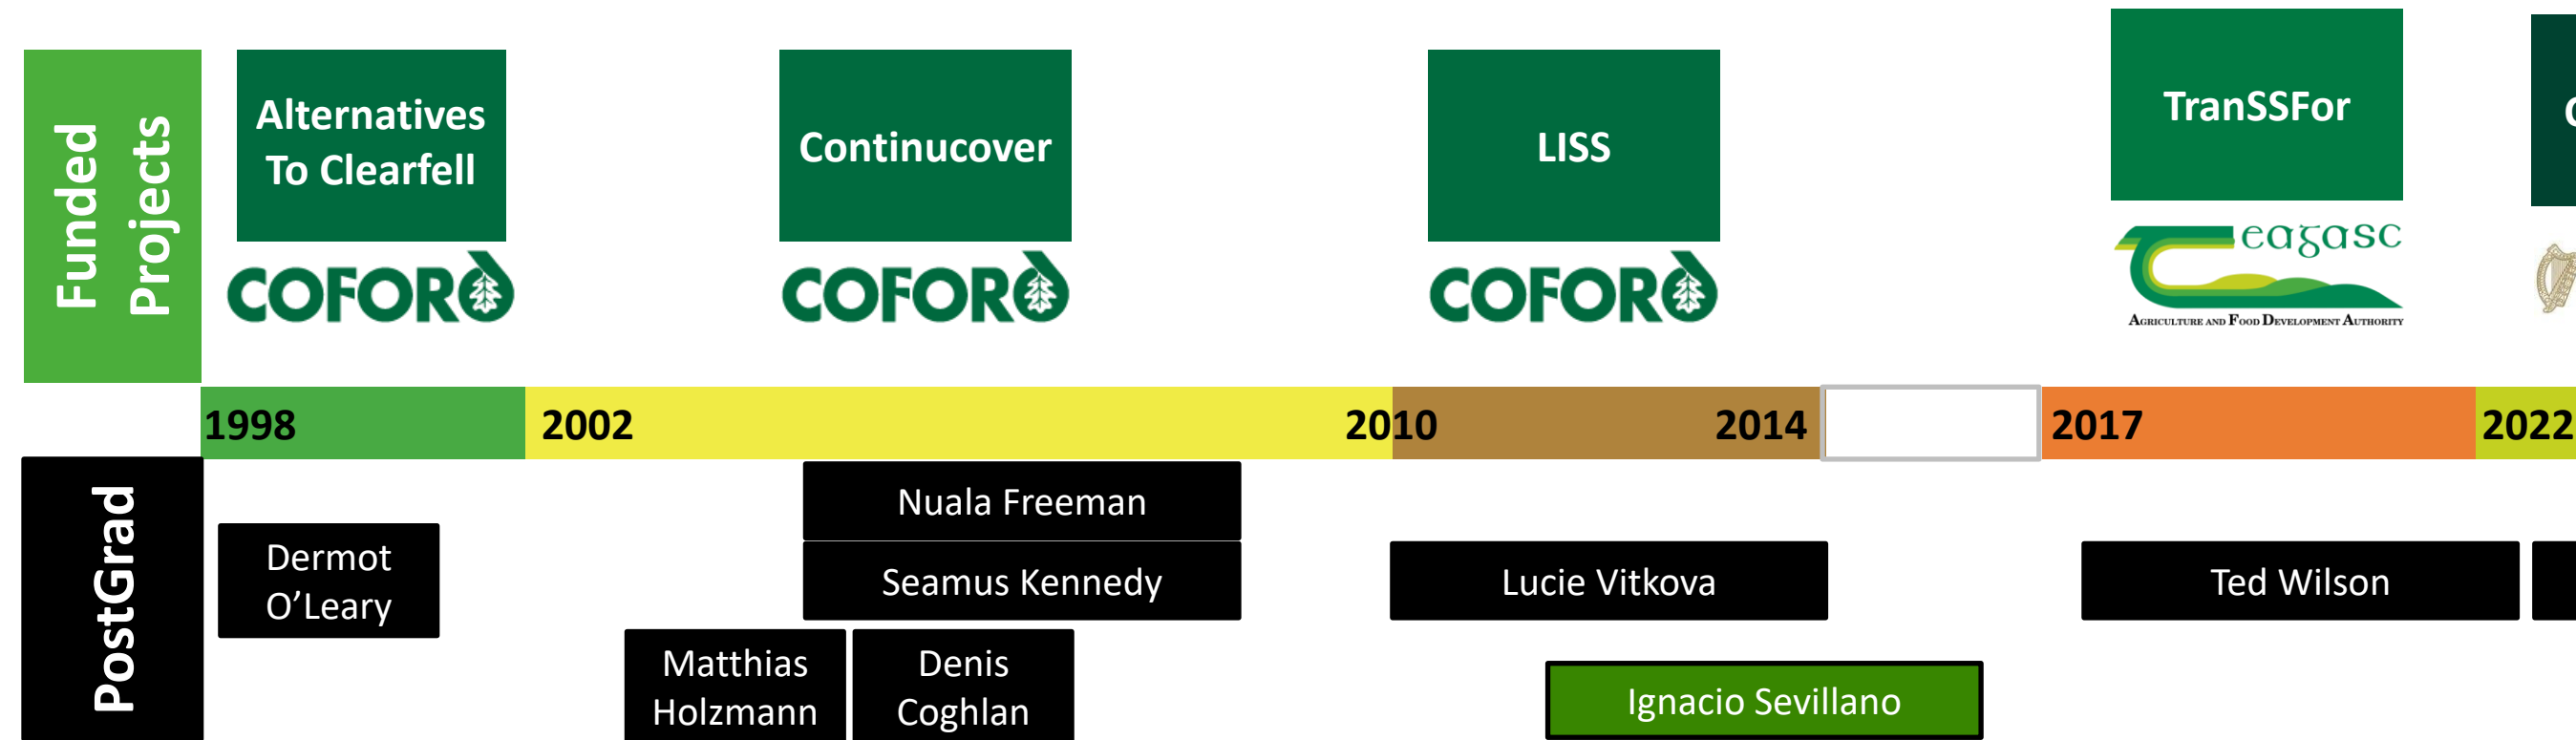 Funded
Projects
Alternatives
To Clearfell
COFORD
Continucover
COFORD
LISS
COFORD
TranSSFor
eagasc
AGRICULTURE AND FOOD DEVELOPMENT AUTHORITY
1998
2002
2010
2014
2017
2022
PostGrad
Dermot
O’Leary
Nuala Freeman
Seamus Kennedy
Matthias
Holzmann
Denis
Coghlan
Lucie Vitkova
Ignacio Sevillano
Ted Wilson